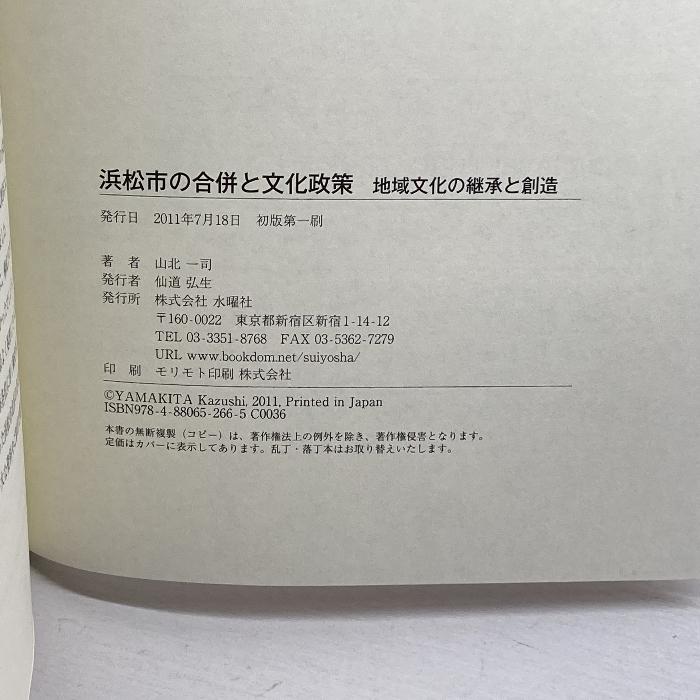 浜松市の合併と文化政策　地域文化の継承と創造
発行日　2011年7月18日　初版第一刷
著　者　山北 一司
発行者　仙道 弘生
発行所　株式会社 水曜社
〒160-0022　東京都新宿区新宿1-14-12
TEL 03-3351-8768　FAX 03-5362-7279
URL www.bookdom.net/suiyosha/
印　刷　モリモト印刷 株式会社
©YAMAKITA Kazushi, 2011, Printed in Japan
ISBN978-4-88065-266-5 C0036
本書の無断複製（コピー）は、著作権法上の例外を除き、著作権侵害となります。
定価はカバーに表示してあります。乱丁・落丁本はお取り替えいたします。